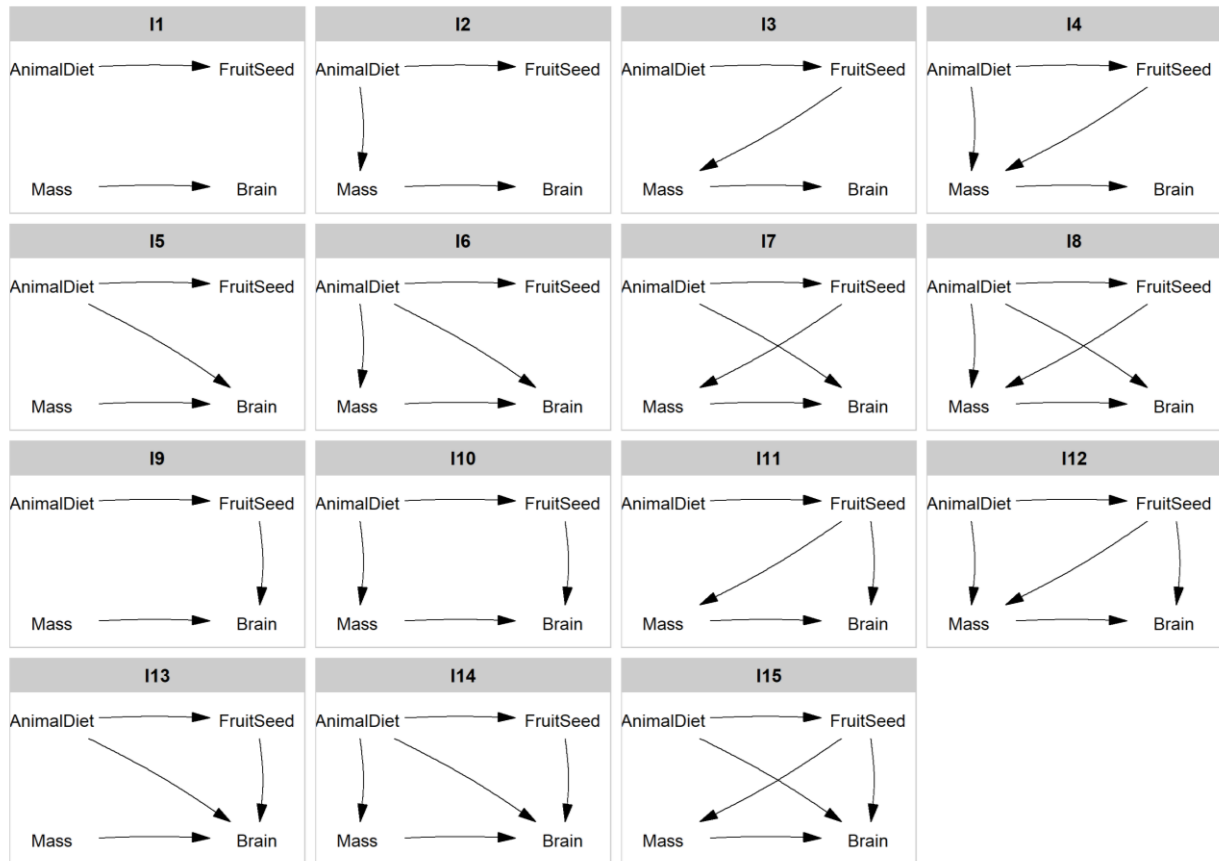 I1 I2 I3 I4
AnimalDiet FruitSeed AnimalDiet FruitSeed AnimalDiet FruitSeed AnimalDiet FruitSeed
Mass Brain Mass Brain Mass Brain Mass Brain
I5 I6 I7 I8
AnimalDiet FruitSeed AnimalDiet FruitSeed AnimalDiet FruitSeed AnimalDiet FruitSeed
Mass Brain Mass Brain Mass Brain Mass Brain
I9 I10 I11 I12
AnimalDiet FruitSeed AnimalDiet FruitSeed AnimalDiet FruitSeed AnimalDiet FruitSeed
Mass Brain Mass Brain Mass Brain Mass Brain
I13 I14 I15
AnimalDiet FruitSeed AnimalDiet FruitSeed AnimalDiet FruitSeed
Mass Brain Mass Brain Mass Brain